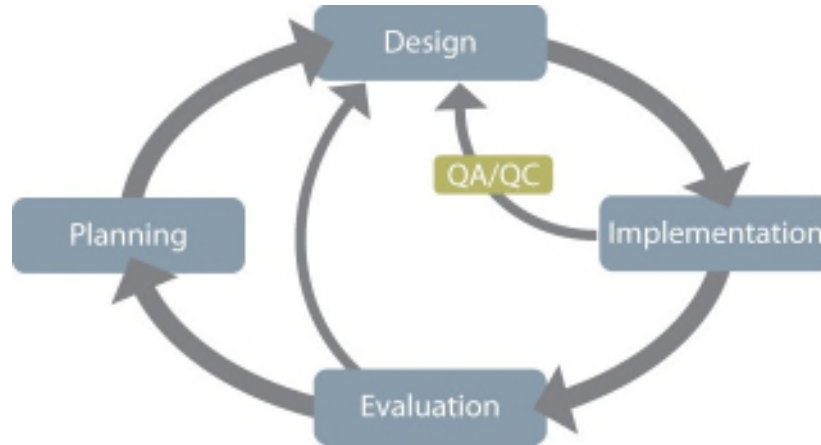 Design
QA/QC
Planning
Implementation
Evaluation